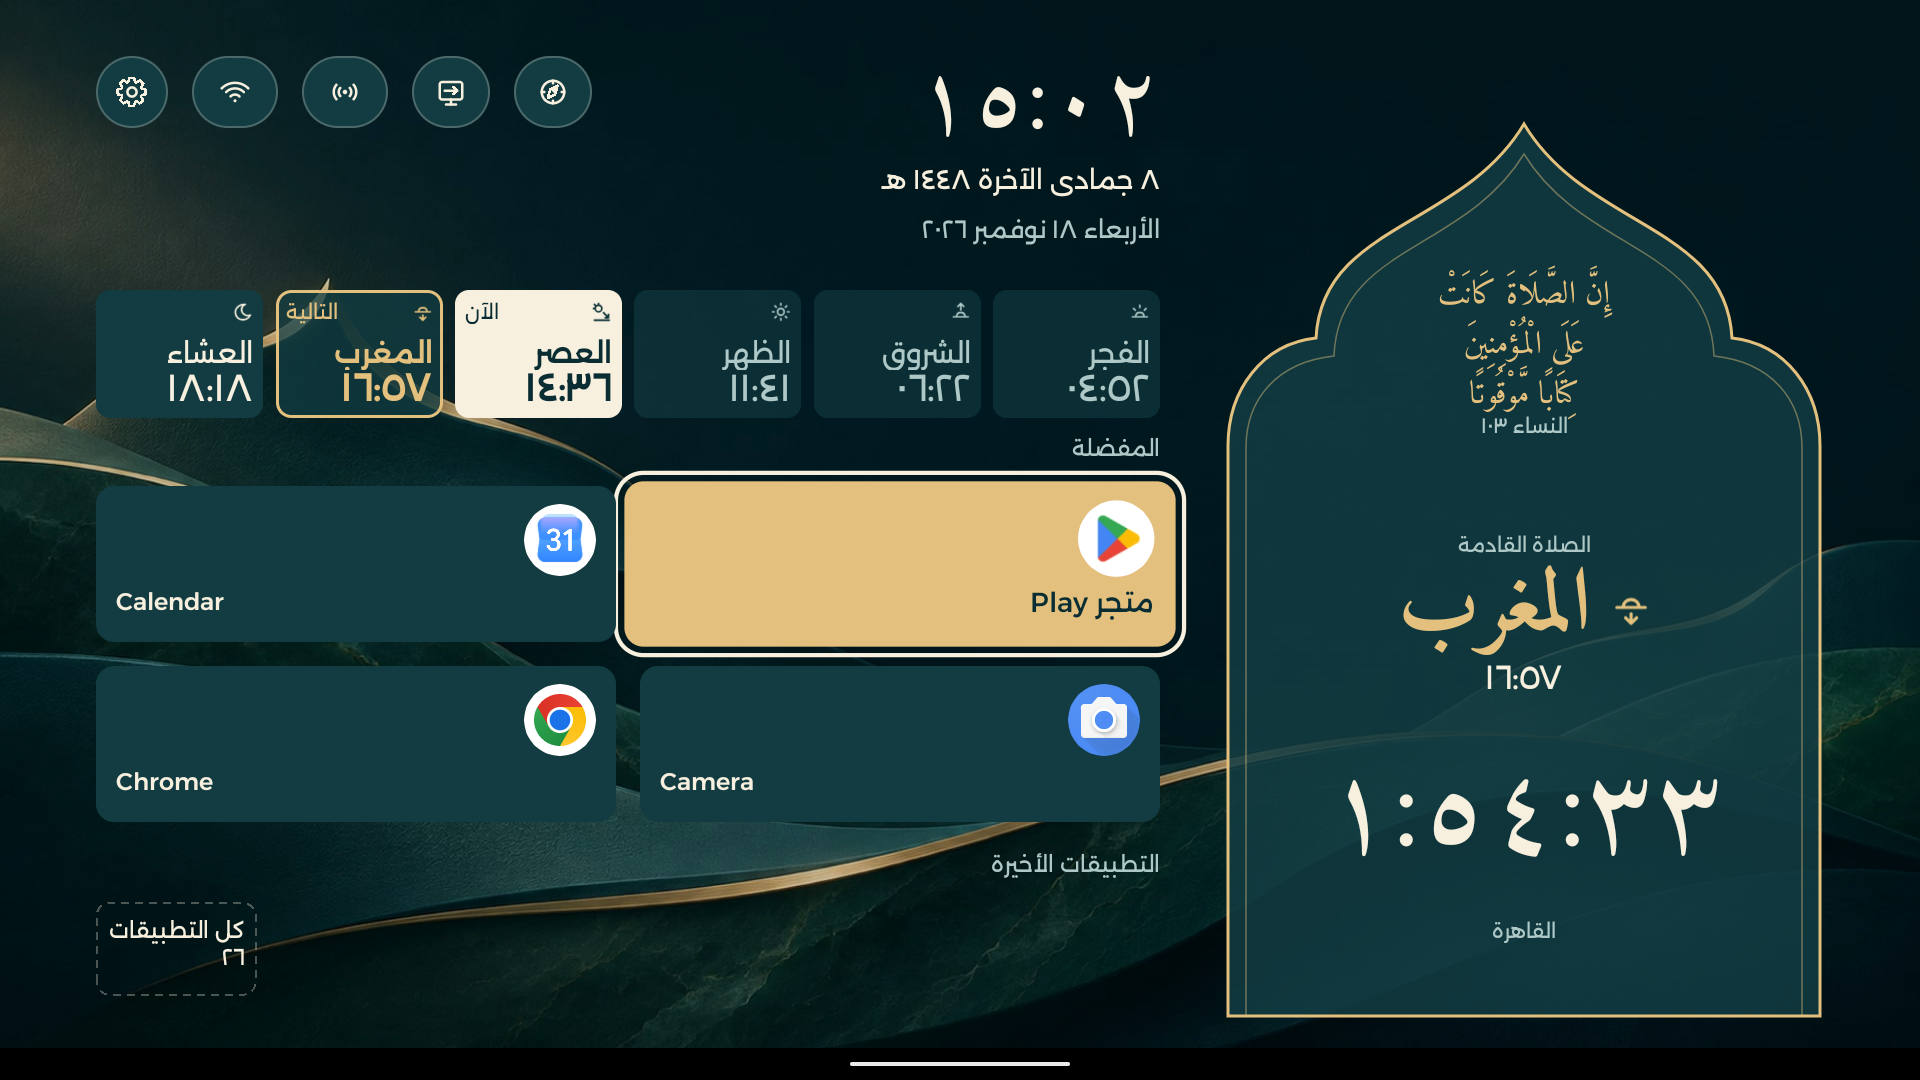 ١٥:٠٢
٨ جمادى الآخرة ١٤٤٨ هـ
الأربعاء ١٨ نوفمبر ٢٠٢٦
الفجر
٠٤:٥٢
الشروق
٠٦:٢٢
الظهر
١١:٤١
الآن
العصر
١٤:٣٦
التالية
المغرب
١٦:٥٧
العشاء
١٨:١٨
المفضلة
متجر Play
31
Calendar
Camera
Chrome
التطبيقات الأخيرة
كل التطبيقات
٢٦
إِنَّ الصَّلَاةَ كَانَتْ
عَلَى الْمُؤْمِنِينَ
كِتَابًا مَّوْقُوتًا
النساء ١٠٣
الصلاة القادمة
المغرب
١٦:٥٧
١:٥٤:٣٣
القاهرة